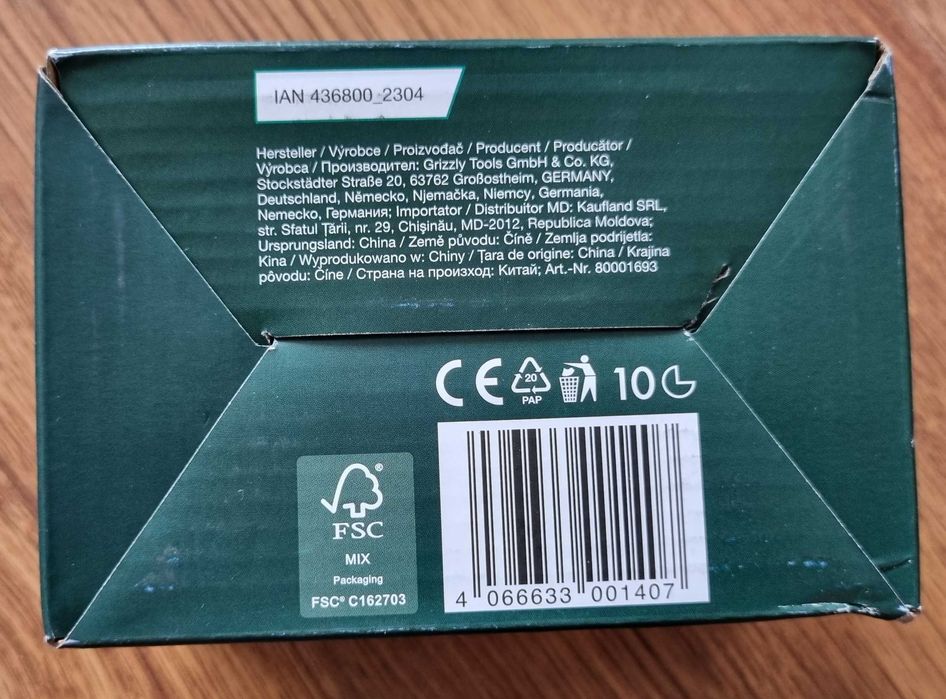 IAN 436800_2304
Hersteller / Výrobce / Proizvođač / Producent / Producător /
Výrobca / Производител: Grizzly Tools GmbH & Co. KG,
Stockstädter Straße 20, 63762 Großostheim, GERMANY,
Deutschland, Německo, Njemačka, Niemcy, Germania,
Nemecko, Германия; Importator / Distribuitor MD: Kaufland SRL,
str. Sfatul Țării, nr. 29, Chișinău, MD-2012, Republica Moldova;
Ursprungsland: China / Země původu: Číně / Zemlja podrijetla:
Kina / Wyprodukowano w: Chiny / Țara de origine: China / Krajina
pôvodu: Číne / Страна на произход: Китай; Art.-Nr. 80001693
CE 20 PAP 10
FSC®
MIX
Packaging
FSC® C162703
4 066633 001407